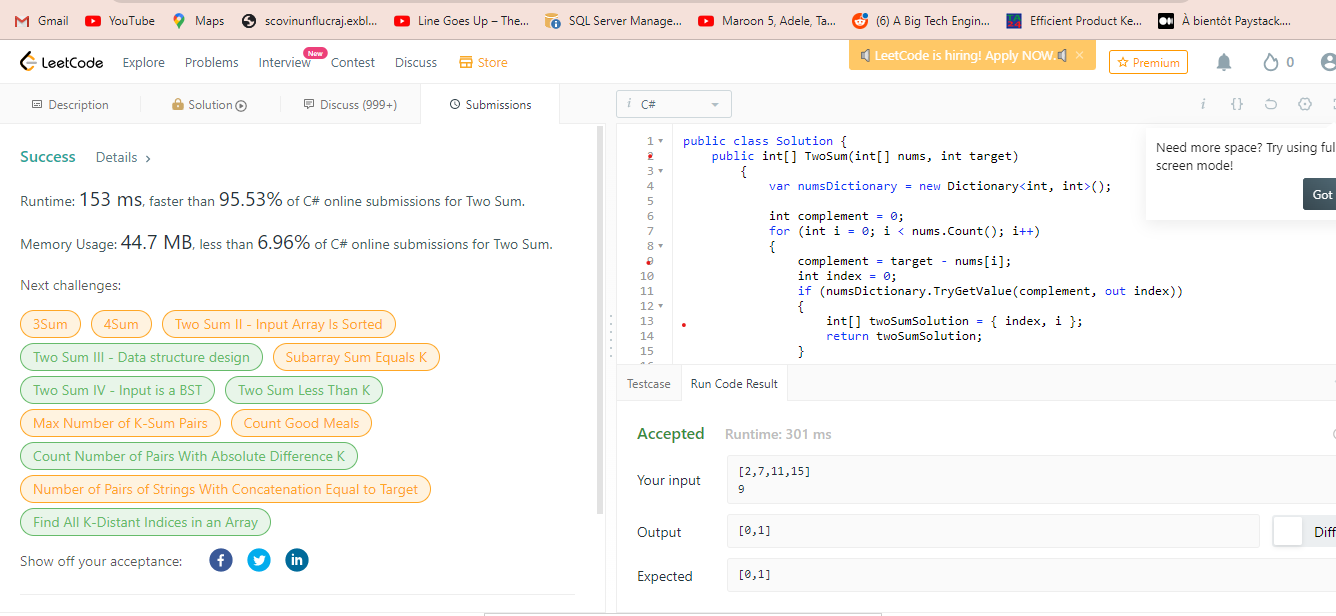 Gmail YouTube Maps scovinunflucraj.exbl... Line Goes Up – The... SQL Server Manage... Maroon 5, Adele, Ta... (6) A Big Tech Engin... Efficient Product Ke... À bientôt Paystack....
LeetCode Explore Problems Interview New Contest Discuss Store LeetCode is hiring! Apply NOW. × Premium 0
Description Solution Discuss (999+) Submissions
i C#
Success Details >
Runtime: 153 ms, faster than 95.53% of C# online submissions for Two Sum.
Memory Usage: 44.7 MB, less than 6.96% of C# online submissions for Two Sum.
Next challenges:
3Sum 4Sum Two Sum II - Input Array Is Sorted
Two Sum III - Data structure design Subarray Sum Equals K
Two Sum IV - Input is a BST Two Sum Less Than K
Max Number of K-Sum Pairs Count Good Meals
Count Number of Pairs With Absolute Difference K
Number of Pairs of Strings With Concatenation Equal to Target
Find All K-Distant Indices in an Array
Show off your acceptance:
1 public class Solution {
2 public int[] TwoSum(int[] nums, int target)
3 {
4 var numsDictionary = new Dictionary<int, int>();
5
6 int complement = 0;
7 for (int i = 0; i < nums.Count(); i++)
8 {
9 complement = target - nums[i];
10 int index = 0;
11 if (numsDictionary.TryGetValue(complement, out index))
12 {
13 int[] twoSumSolution = { index, i };
14 return twoSumSolution;
15 }
Need more space? Try using full
screen mode!
Got
Testcase Run Code Result
Accepted Runtime: 301 ms
Your input
[2,7,11,15]
9
Output [0,1] Diff
Expected [0,1]